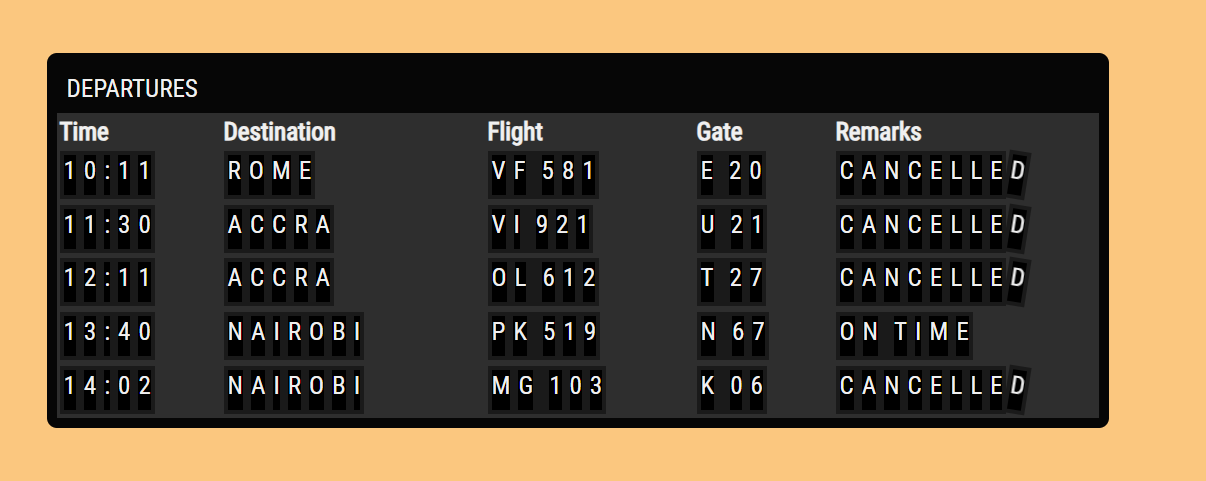 DEPARTURES
Time Destination Flight Gate Remarks
10:11 ROME VF 581 E 20 CANCELLED
11:30 ACCRA VI 921 U 21 CANCELLED
12:11 ACCRA OL 612 T 27 CANCELLED
13:40 NAIROBI PK 519 N 67 ON TIME
14:02 NAIROBI MG 103 K 06 CANCELLED